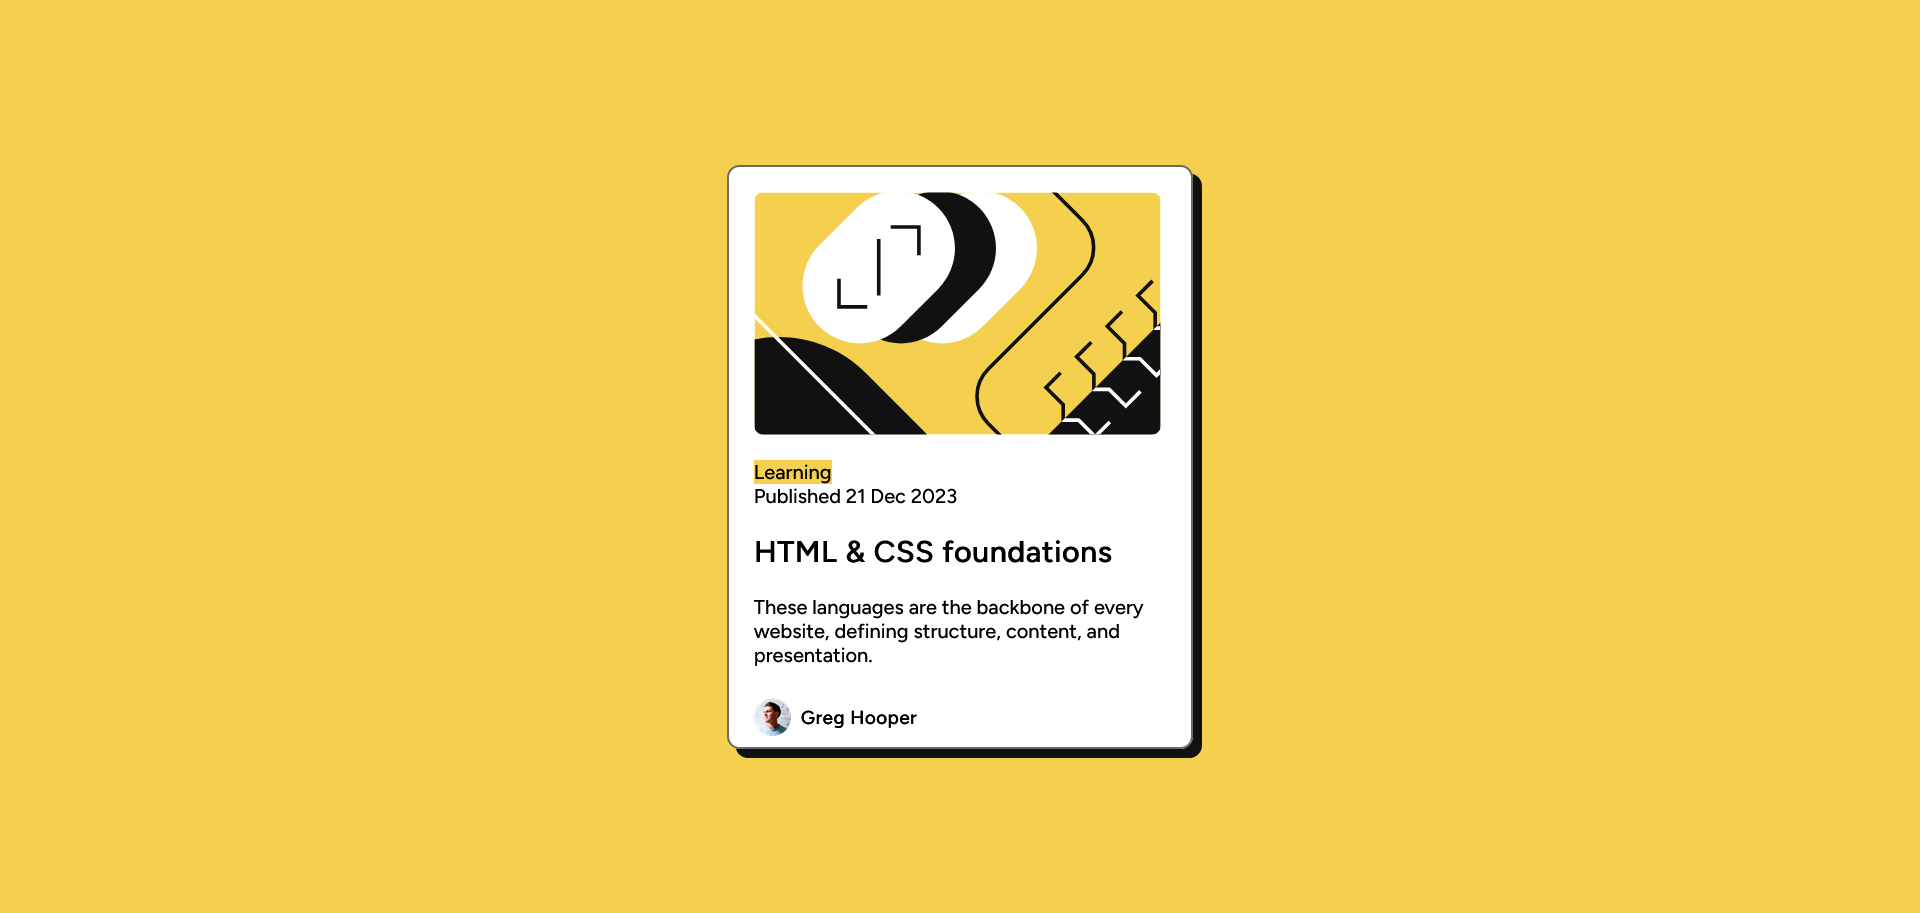 Learning
Published 21 Dec 2023
HTML & CSS foundations
These languages are the backbone of every
website, defining structure, content, and
presentation.
Greg Hooper